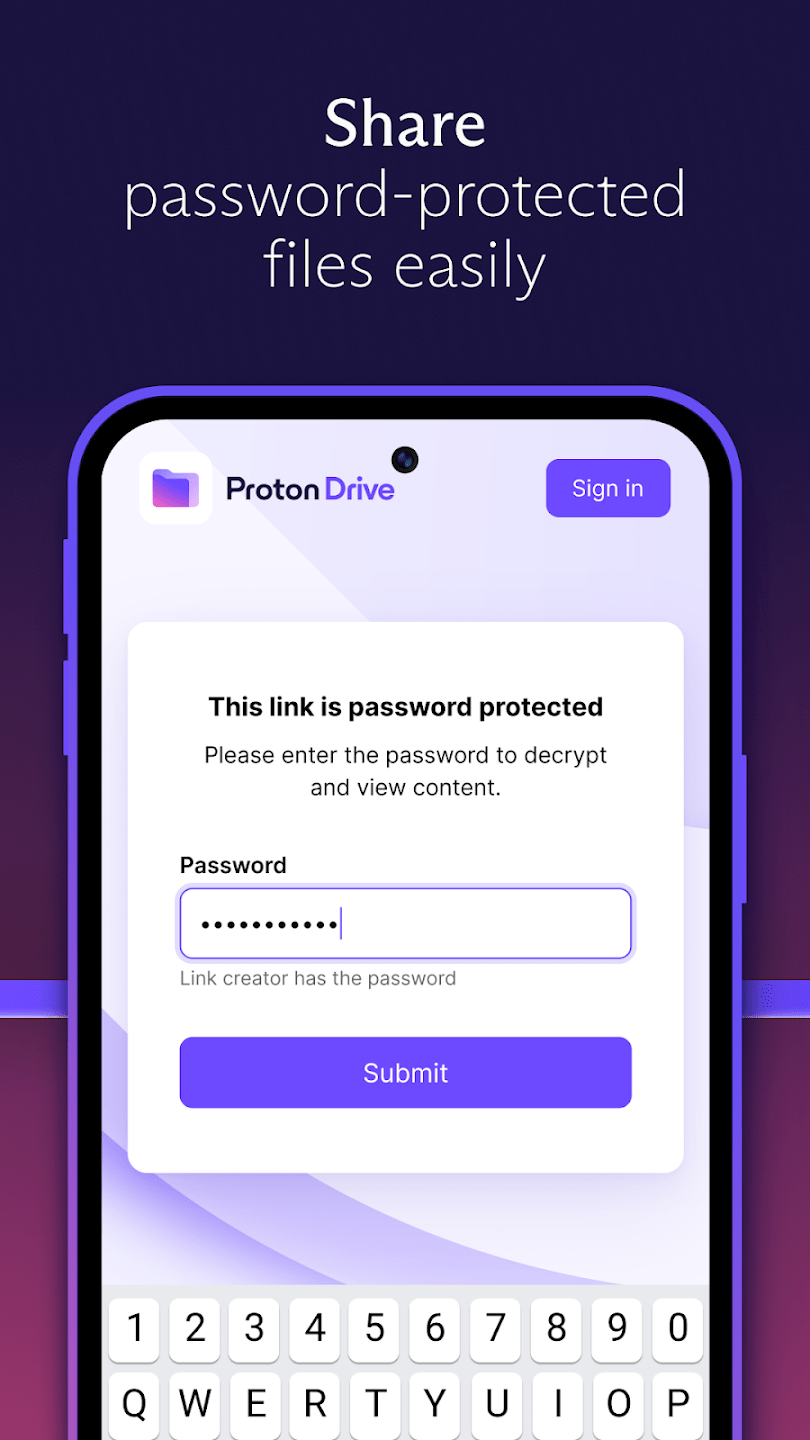 Share
password-protected
files easily
Proton Drive
Sign in
This link is password protected
Please enter the password to decrypt
and view content.
Password
•••••••••••
Link creator has the password
Submit
1 2 3 4 5 6 7 8 9 0
Q W E R T Y U I O P